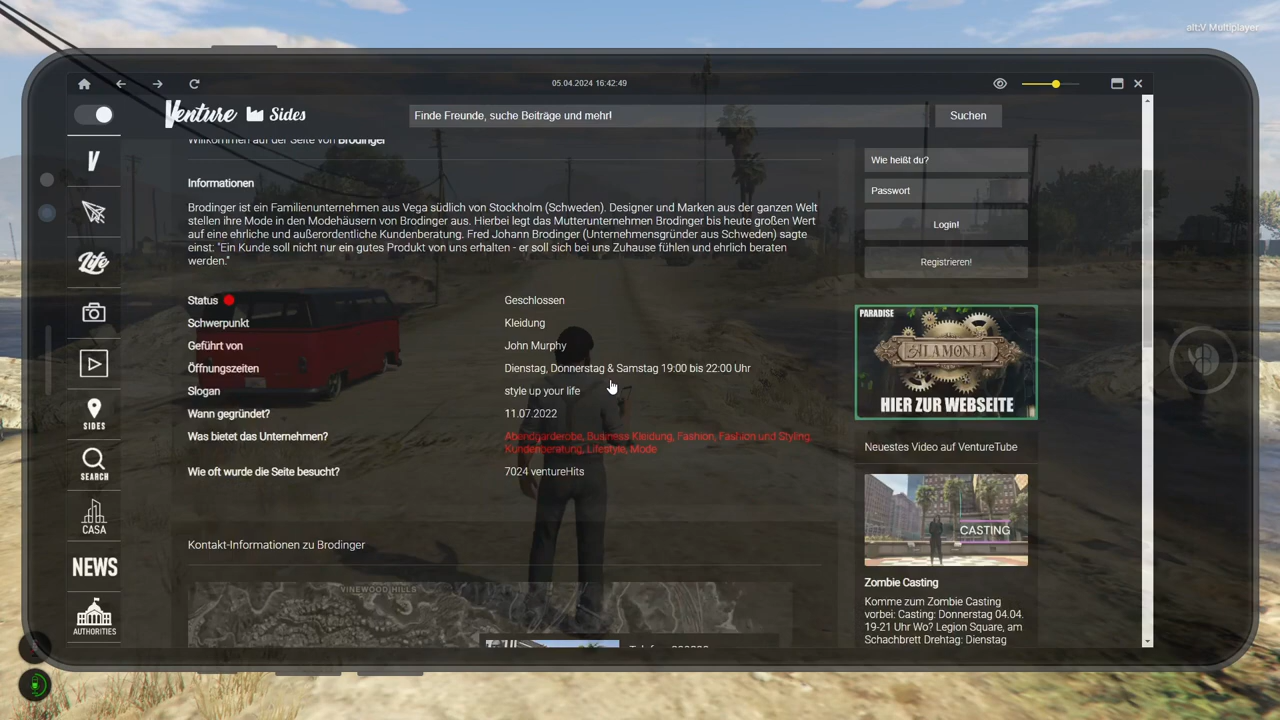 alt:V Multiplayer
05.04.2024 16:42:49
Venture Sides
Finde Freunde, suche Beiträge und mehr!
Suchen
Willkommen auf der Seite von Brodinger
Informationen
Brodinger ist ein Familienunternehmen aus Vega südlich von Stockholm (Schweden). Designer und Marken aus der ganzen Welt
stellen ihre Mode in den Modehäusern von Brodinger aus. Hierbei legt das Mutterunternehmen Brodinger bis heute großen Wert
auf eine ehrliche und außerordentliche Kundenberatung. Fred Johann Brodinger (Unternehmensgründer aus Schweden) sagte
einst. "Ein Kunde soll nicht nur ein gutes Produkt von uns erhalten - er soll sich bei uns Zuhause fühlen und ehrlich beraten
werden."
Status Geschlossen
Schwerpunkt Kleidung
Geführt von John Murphy
Öffnungszeiten Dienstag, Donnerstag & Samstag 19:00 bis 22:00 Uhr
Slogan style up your life
Wann gegründet? 11.07.2022
Was bietet das Unternehmen? Abendgarderobe, Business Kleidung, Fashion, Fashion und Styling,
Kundenberatung, Lifestyle, Mode
Wie oft wurde die Seite besucht? 7024 ventureHits
Kontakt-Informationen zu Brodinger
VINEWOOD HILLS
Wie heißt du?
Passwort
Login!
Registrieren!
PARADISE
ALAMONIA
HIER ZUR WEBSEITE
Neuestes Video auf VentureTube
CASTING
Zombie Casting
Komme zum Zombie Casting
vorbei: Casting: Donnerstag 04.04.
19-21 Uhr Wo? Legion Square, am
Schachbrett Drehtag: Dienstag
V
Life
SIDES
SEARCH
CASA
NEWS
AUTHORITIES